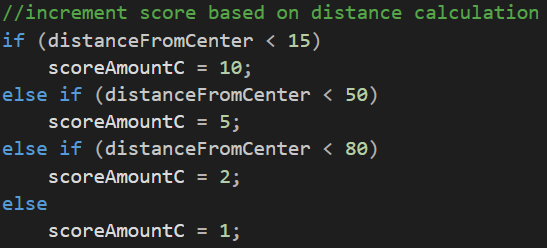 //increment score based on distance calculation
if (distanceFromCenter < 15)
    scoreAmountC = 10;
else if (distanceFromCenter < 50)
    scoreAmountC = 5;
else if (distanceFromCenter < 80)
    scoreAmountC = 2;
else
    scoreAmountC = 1;